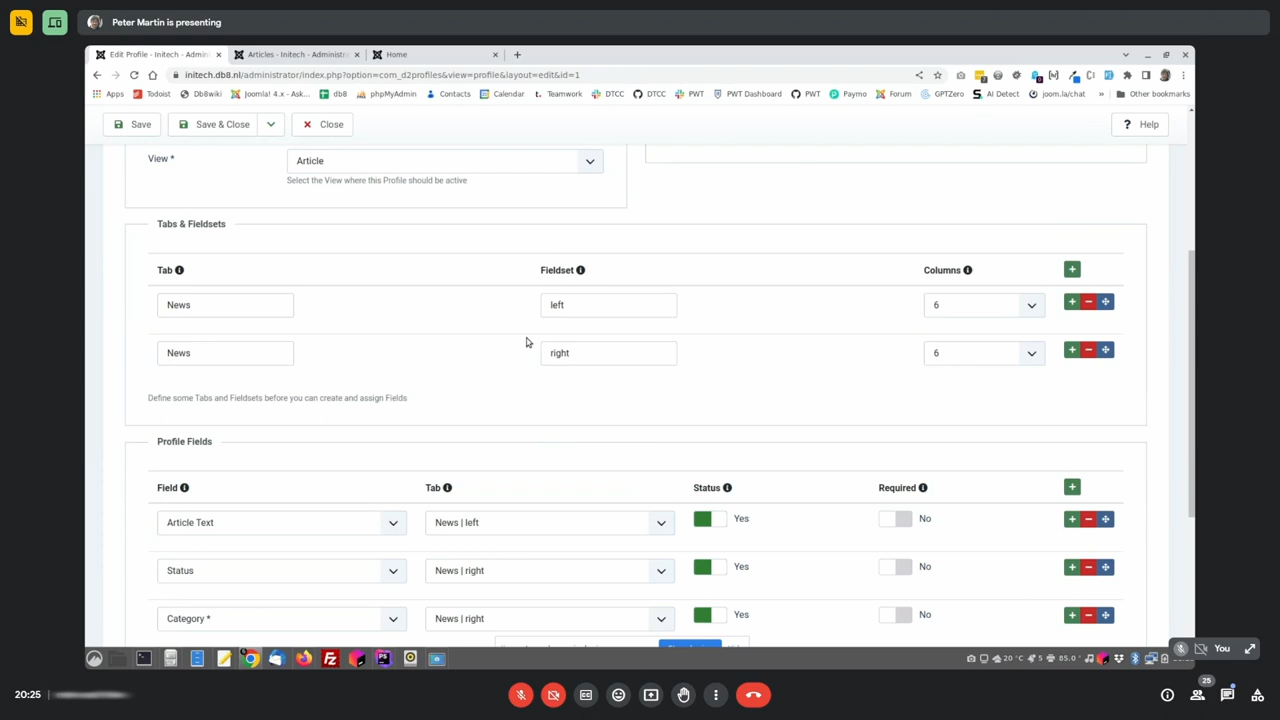 Peter Martin is presenting
Edit Profile - Initech - Admin
Articles - Initech - Administr
Home
initech.db8.nl/administrator/index.php?option=com_d2profiles&view=profile&layout=edit&id=1
Apps Todoist Db8wiki Joomla! 4.x - Ask... db8 phpMyAdmin Contacts Calendar Teamwork DTCC DTCC PWT PWT Dashboard PWT Paymo Forum GPTZero AI Detect joom.la/chat » Other bookmarks
Save Save & Close Close ? Help
View * Article
Select the View where this Profile should be active
Tabs & Fieldsets
Tab Fieldset Columns
News left 6
News right 6
Define some Tabs and Fieldsets before you can create and assign Fields
Profile Fields
Field Tab Status Required
Article Text News | left Yes No
Status News | right Yes No
Category * News | right Yes No
20 °C 5 85.0
You
25
20:25